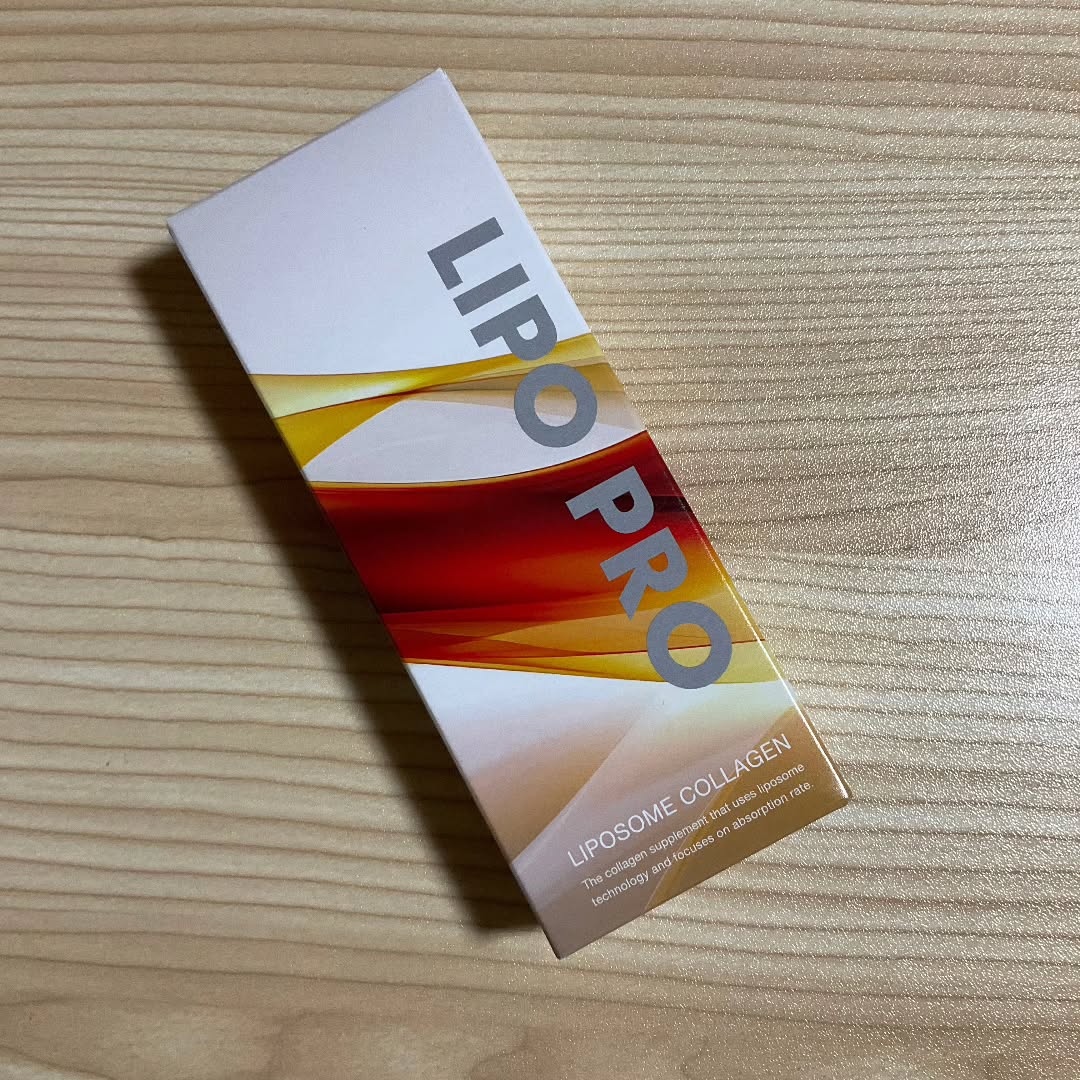 LIPO PRO
LIPOSOME COLLAGEN
The collagen supplement that uses liposome
technology and focuses on absorption rate.